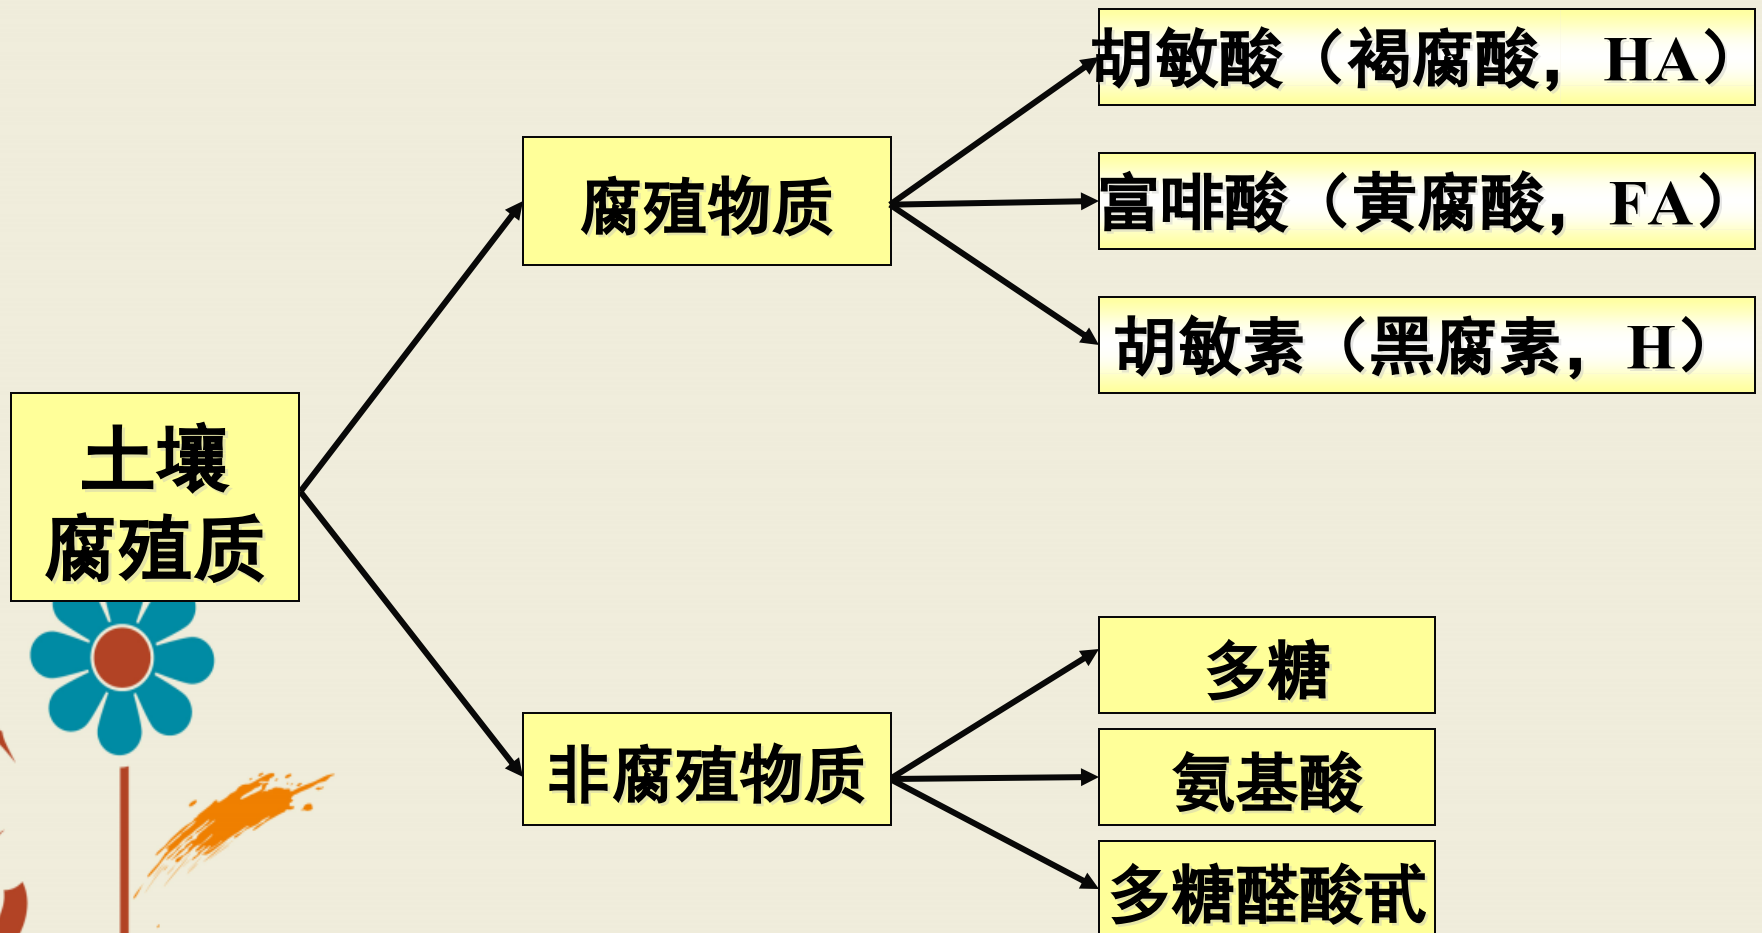 胡敏酸（褐腐酸，HA）
腐殖物质
富啡酸（黄腐酸，FA）
胡敏素（黑腐素，H）
土壤
腐殖质
多糖
非腐殖物质
氨基酸
多糖醛酸甙